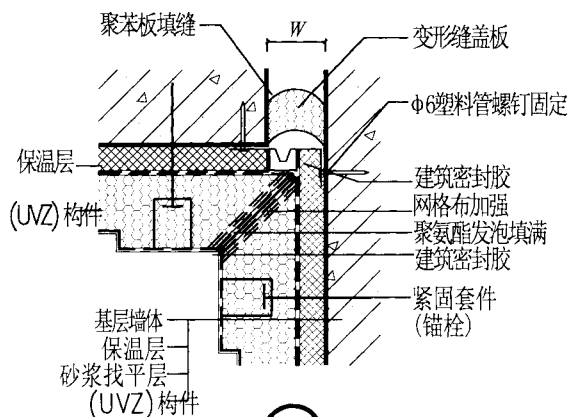 聚苯板填缝
W
变形缝盖板
ϕ6塑料管螺钉固定
保温层
(UVZ)构件
建筑密封胶
网格布加强
聚氨酯发泡填满
建筑密封胶
紧固套件
(锚栓)
基层墙体
保温层
砂浆找平层
(UVZ)构件